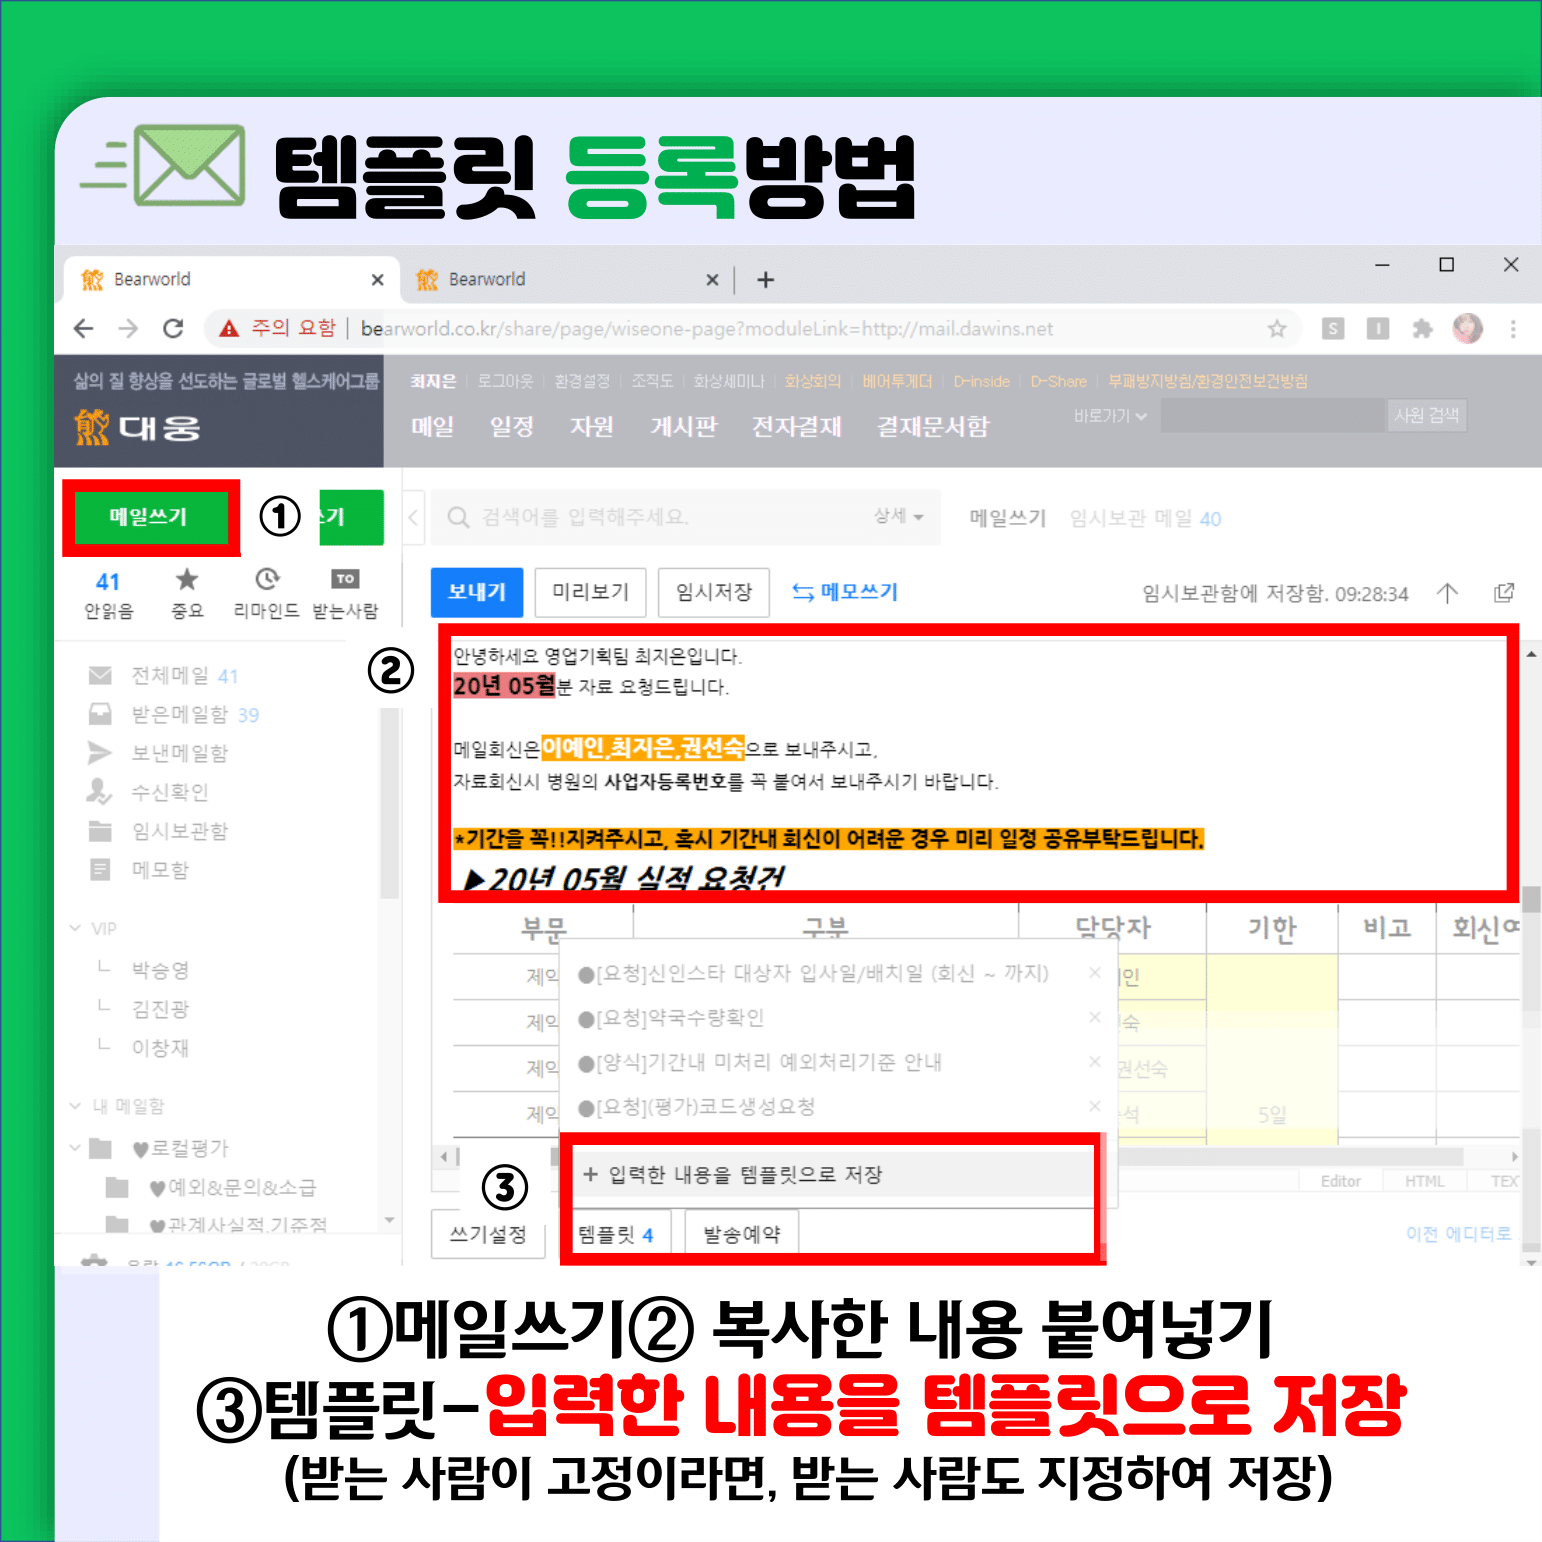 템플릿 등록방법
Bearworld
Bearworld
주의 요함 | bearworld.co.kr/share/page/wiseone-page?moduleLink=http://mail.dawins.net
S
I
삶의 질 향상을 선도하는 글로벌 헬스케어그룹
대웅
최지은 로그아웃 환경설정 조직도 화상세미나 화상회의 베어투게더 D-inside D-Share 부패방지방침/환경안전보건방침
메일 일정 자원 게시판 전자결재 결재문서함
바로가기
사원 검색
메일쓰기
①
쓰기
검색어를 입력해주세요.
상세
메일쓰기 임시보관 메일 40
41 안읽음
중요
리마인드
TO 받는사람
보내기 미리보기 임시저장 메모쓰기
임시보관함에 저장함. 09:28:34
②
전체메일 41
받은메일함 39
보낸메일함
수신확인
임시보관함
메모함
VIP
박승영
김진광
이창재
내 메일함
♥로컬평가
♥예외&문의&소급
♥관계사실적,기준점
안녕하세요 영업기획팀 최지은입니다.
20년 05월분 자료 요청드립니다.
메일회신은이예인,최지은,권선숙으로 보내주시고,
자료회신시 병원의 사업자등록번호를 꼭 붙여서 보내주시기 바랍니다.
*기간을 꼭!!지켜주시고, 혹시 기간내 회신이 어려운 경우 미리 일정 공유부탁드립니다.
▶20년 05월 실적 요청건
부문 구분 담당자 기한 비고 회신여
제약
제약
제약
제약
인
숙
권선숙
석
5일
●[요청]신인스타 대상자 입사일/배치일 (회신 ~ 까지)
●[요청]약국수량확인
●[양식]기간내 미처리 예외처리기준 안내
●[요청](평가)코드생성요청
③
+ 입력한 내용을 템플릿으로 저장
Editor HTML TEX
쓰기설정 템플릿 4 발송예약
이전 에디터로
①메일쓰기② 복사한 내용 붙여넣기
③템플릿-입력한 내용을 템플릿으로 저장
(받는 사람이 고정이라면, 받는 사람도 지정하여 저장)